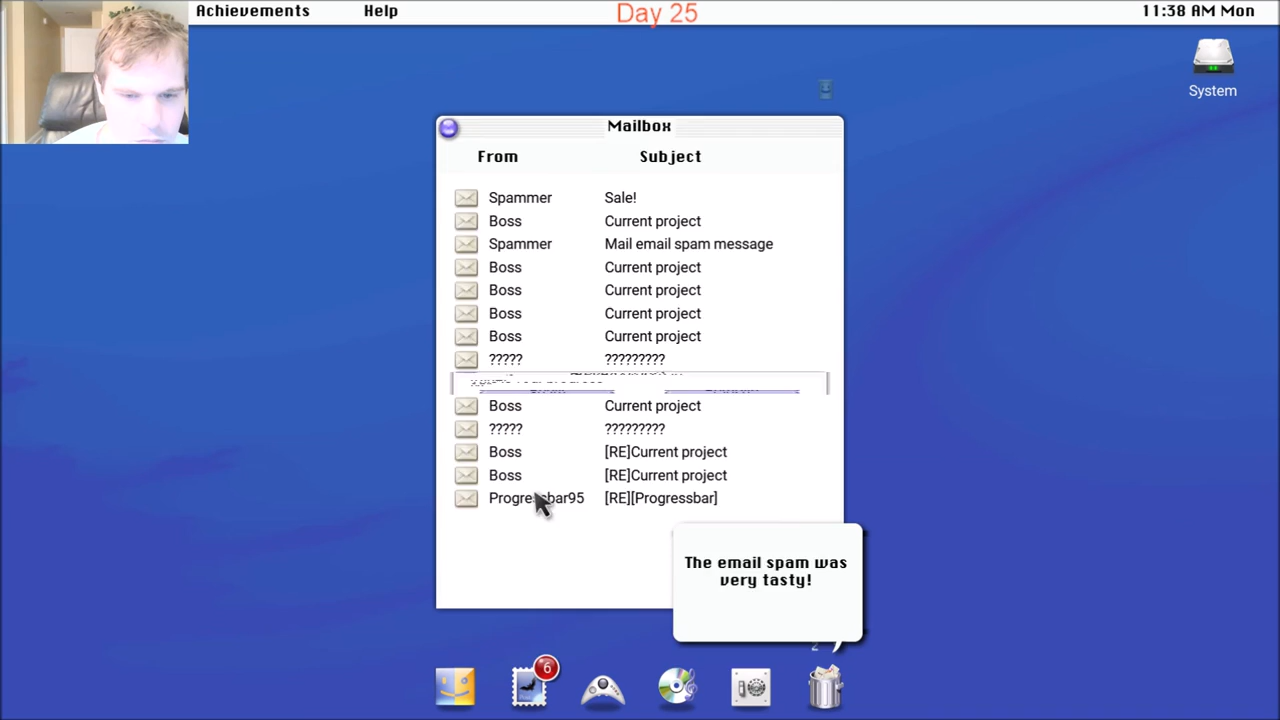 Achievements Help Day 25 11:38 AM Mon
System
Mailbox
From Subject
Spammer Sale!
Boss Current project
Spammer Mail email spam message
Boss Current project
Boss Current project
Boss Current project
Boss Current project
????? ?????????
Boss Current project
????? ?????????
Boss [RE]Current project
Boss [RE]Current project
Progressbar95 [RE][Progressbar]
The email spam was
very tasty!
2
6